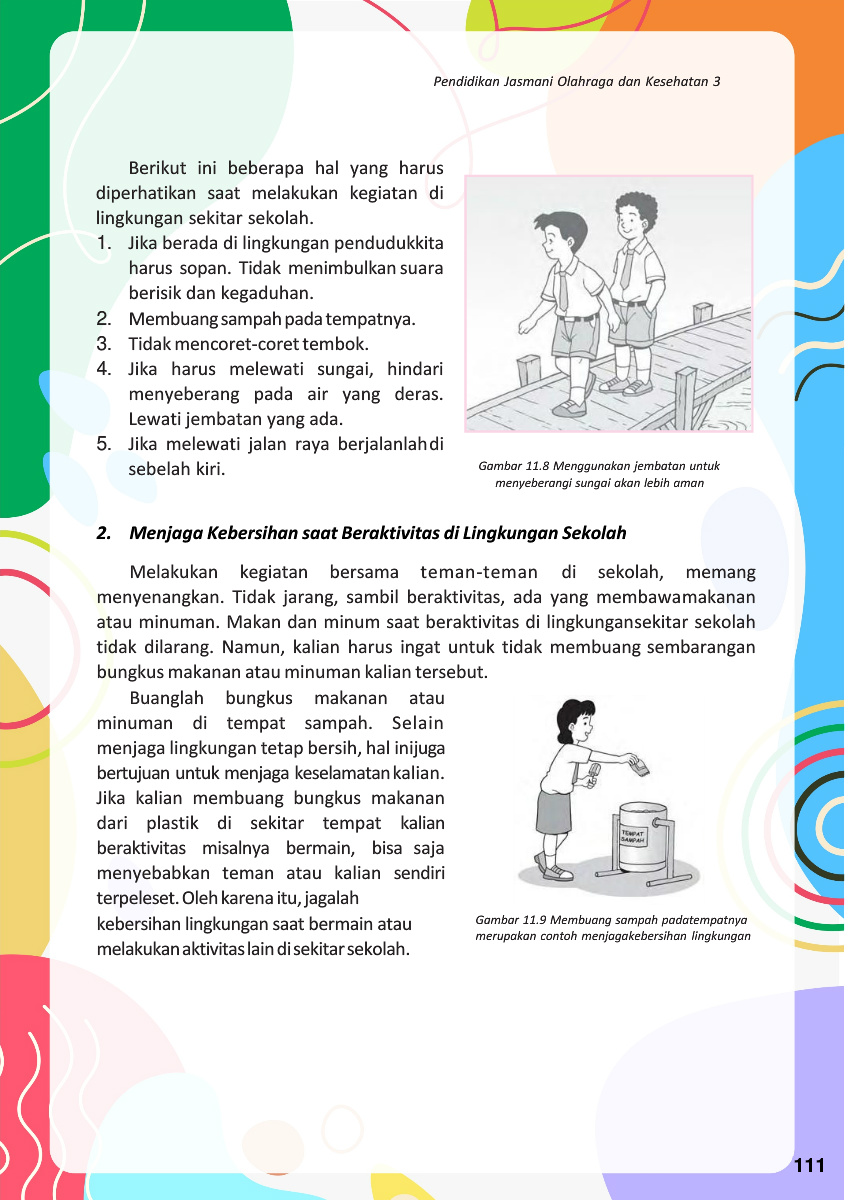 Pendidikan Jasmani Olahraga dan Kesehatan 3
Berikut ini beberapa hal yang harus
diperhatikan saat melakukan kegiatan di
lingkungan sekitar sekolah.
1. Jika berada di lingkungan pendudukkita
harus sopan. Tidak menimbulkan suara
berisik dan kegaduhan.
2. Membuang sampah pada tempatnya.
3. Tidak mencoret-coret tembok.
4. Jika harus melewati sungai, hindari
menyeberang pada air yang deras.
Lewati jembatan yang ada.
5. Jika melewati jalan raya berjalanlah di
sebelah kiri.
Gambar 11.8 Menggunakan jembatan untuk
menyeberangi sungai akan lebih aman
2. Menjaga Kebersihan saat Beraktivitas di Lingkungan Sekolah
Melakukan kegiatan bersama teman-teman di sekolah, memang
menyenangkan. Tidak jarang, sambil beraktivitas, ada yang membawamakanan
atau minuman. Makan dan minum saat beraktivitas di lingkungansekitar sekolah
tidak dilarang. Namun, kalian harus ingat untuk tidak membuang sembarangan
bungkus makanan atau minuman kalian tersebut.
Buanglah bungkus makanan atau
minuman di tempat sampah. Selain
menjaga lingkungan tetap bersih, hal inijuga
bertujuan untuk menjaga keselamatan kalian.
Jika kalian membuang bungkus makanan
dari plastik di sekitar tempat kalian
beraktivitas misalnya bermain, bisa saja
menyebabkan teman atau kalian sendiri
terpeleset. Oleh karena itu, jagalah
kebersihan lingkungan saat bermain atau
melakukan aktivitas lain di sekitar sekolah.
TEMPAT
SAMPAH
Gambar 11.9 Membuang sampah padatempatnya
merupakan contoh menjagakebersihan lingkungan
111